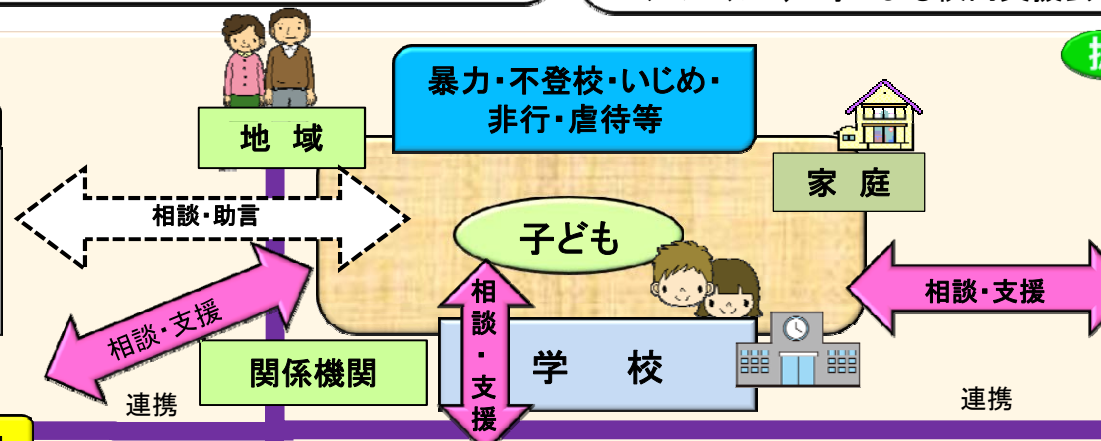 暴力・不登校・いじめ・
非行・虐待等
地 域
家 庭
相談・助言
子ども
相談・支援
相談・支援
相談・支援
学 校
関係機関
連携
連携